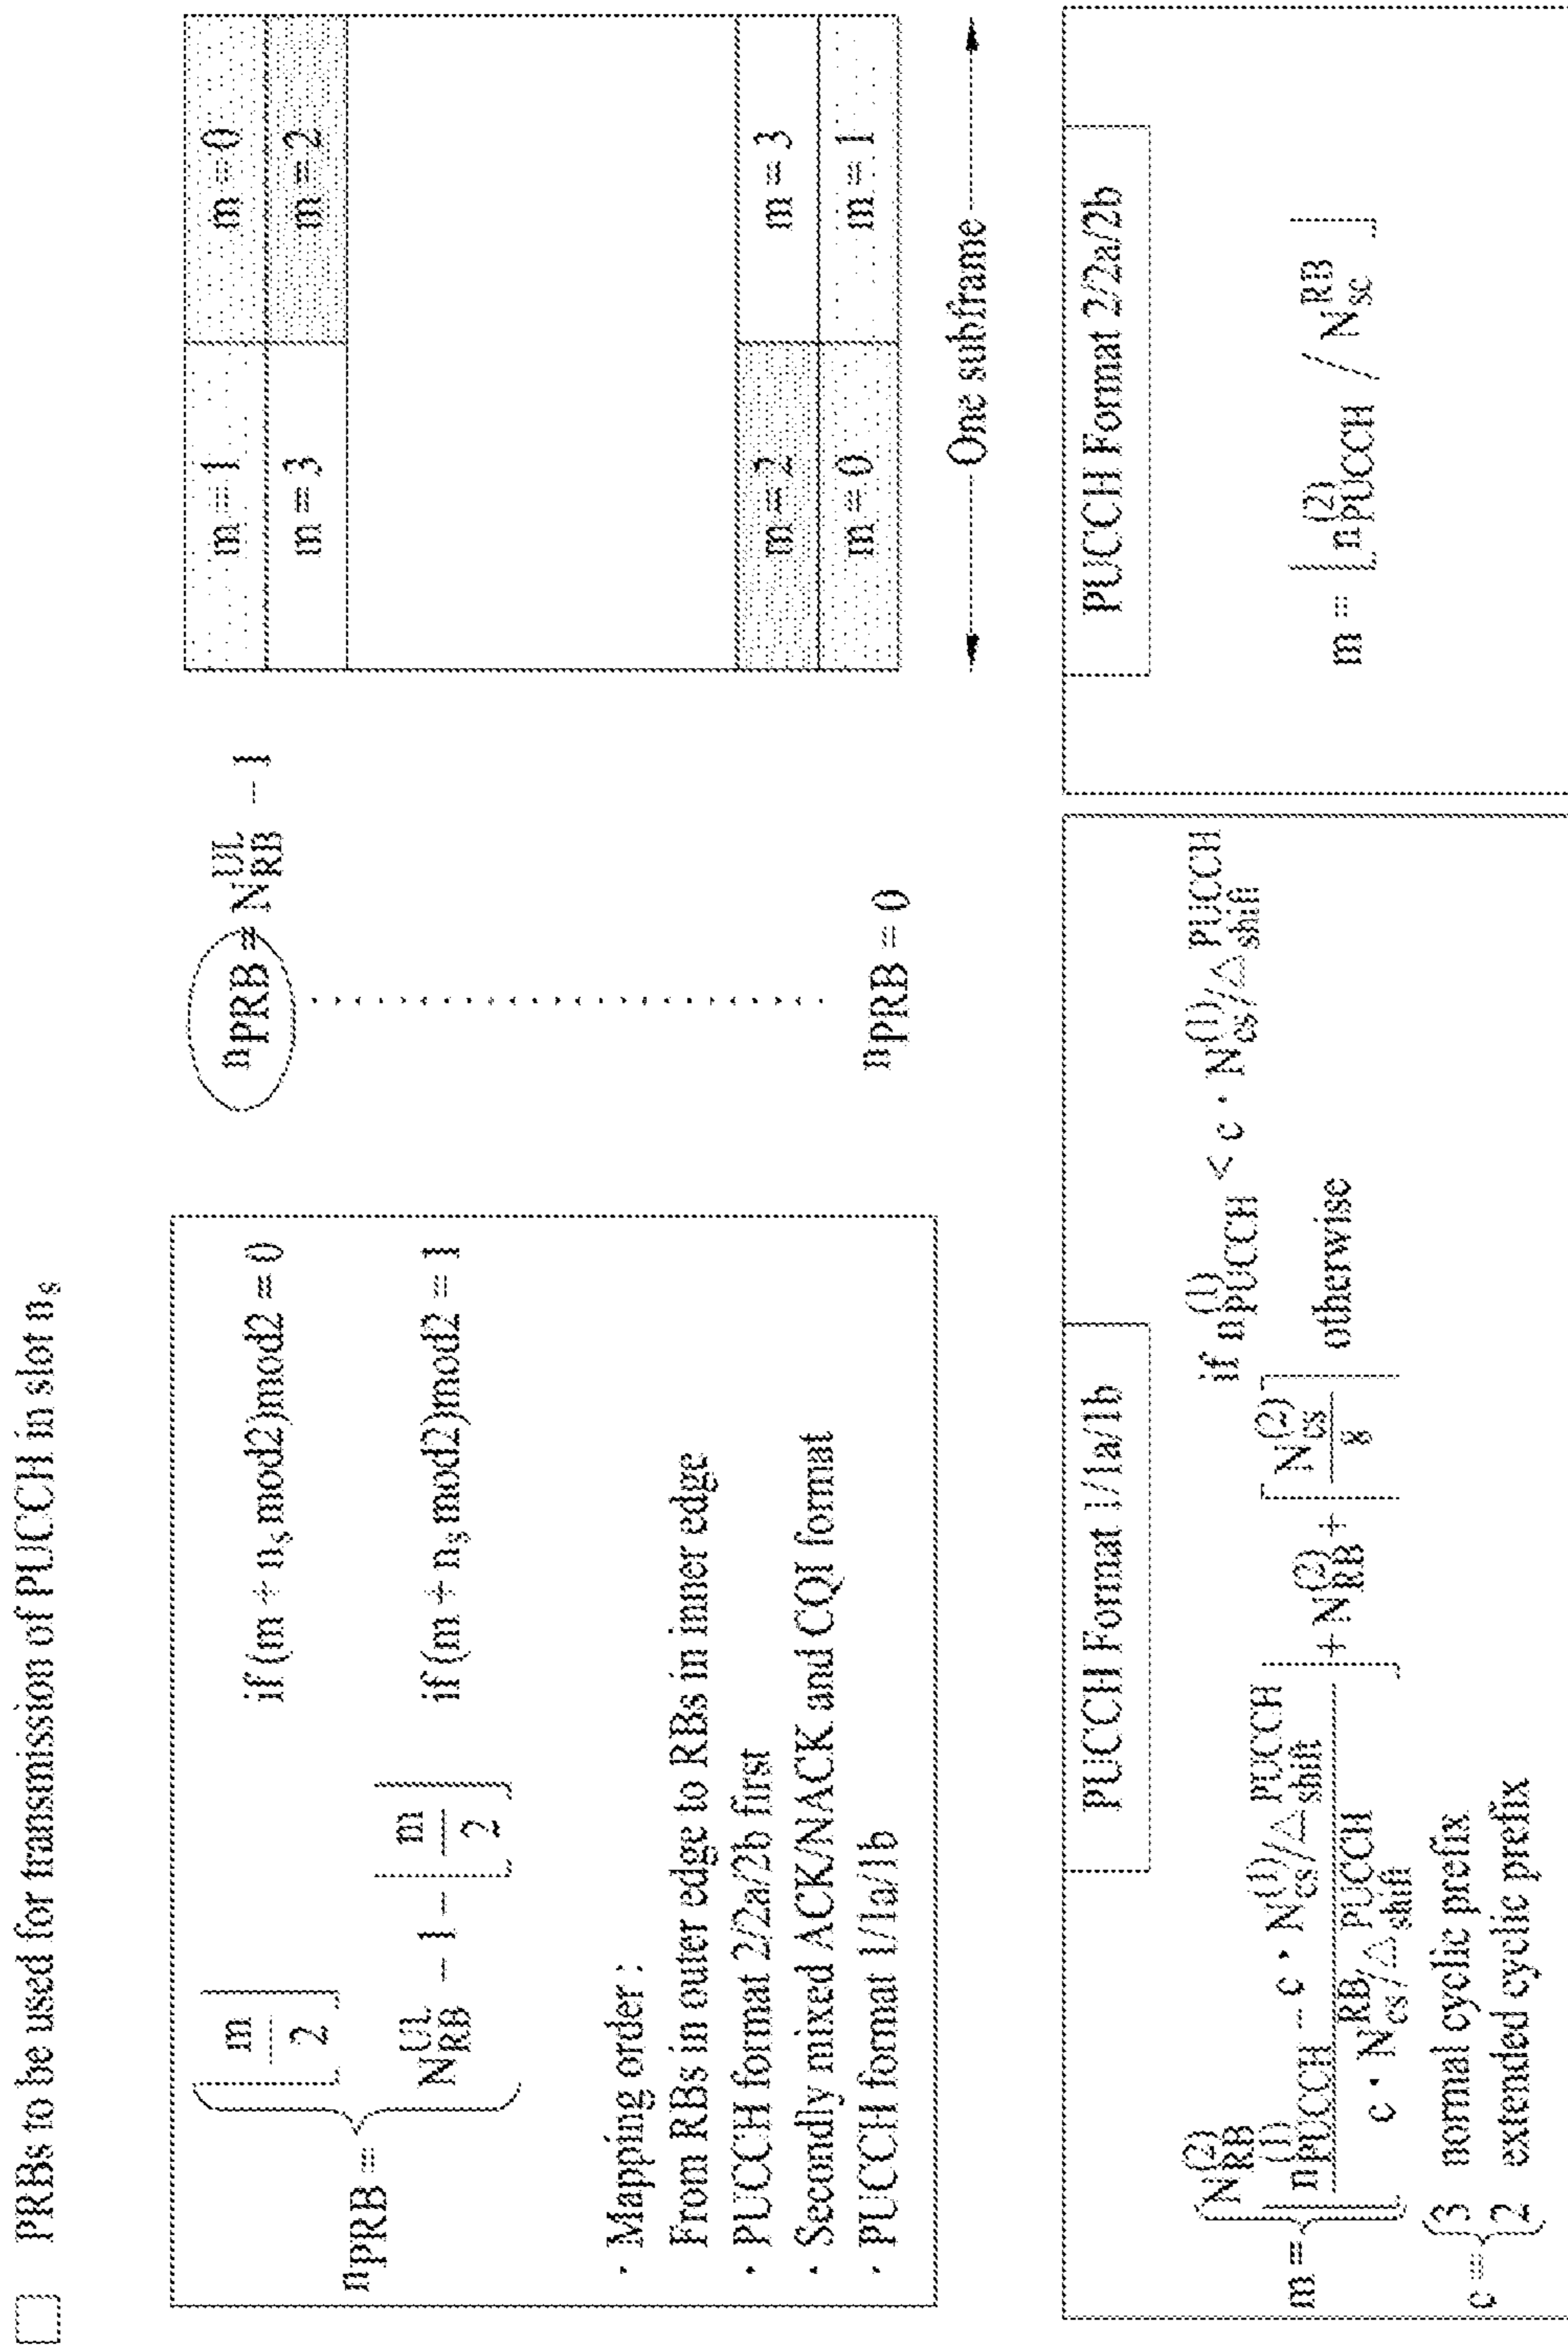 PRBs to be used for transmission of PUCCH in slot n_s
n_PRB = { ⌊m/2⌋ if (m + n_s mod2)mod2 = 0
N_RB^UL − 1 − ⌊m/2⌋ if (m + n_s mod2)mod2 = 1
· Mapping order :
From RBs in outer edge to RBs in inner edge
· PUCCH format 2/2a/2b first
· Secondly mixed ACK/NACK and CQI format
· PUCCH format 1/1a/1b
n_PRB = N_RB^UL − 1
n_PRB = 0
m = 1 m = 0
m = 3 m = 2
m = 2 m = 3
m = 0 m = 1
One subframe
PUCCH Format 1/1a/1b
m = { N_RB^(2) if n_PUCCH^(1) < c · N_cs^(1)/△_shift^PUCCH
⌊(n_PUCCH^(1) − c · N_cs^(1)/△_shift^PUCCH) / (c · N_cs^RB/△_shift^PUCCH)⌋ + N_RB^(2) + ⌈N_cs^(2)/8⌉ otherwise
c = { 3 normal cyclic prefix
2 extended cyclic prefix
PUCCH Format 2/2a/2b
m = ⌊n_PUCCH^(2) / N_sc^RB⌋